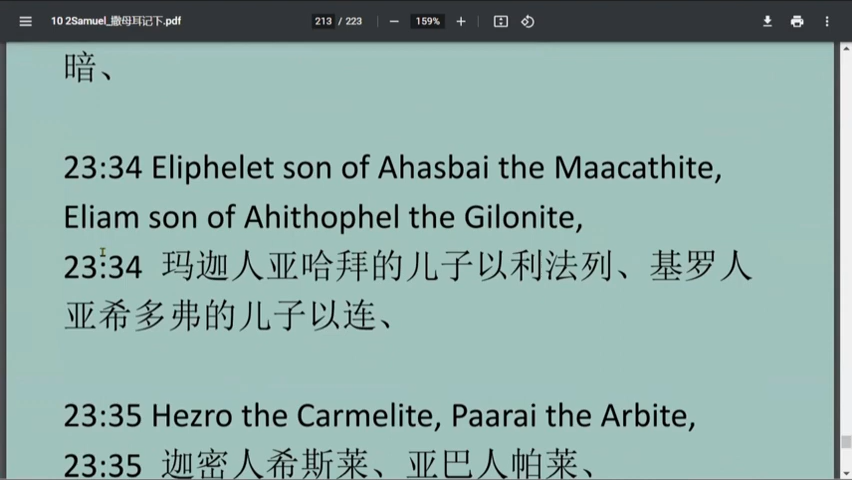 10 2Samuel_撒母耳记下.pdf
213 / 223
159%
暗、
23:34 Eliphelet son of Ahasbai the Maacathite,
Eliam son of Ahithophel the Gilonite,
23:34 玛迦人亚哈拜的儿子以利法列、基罗人
亚希多弗的儿子以连、
23:35 Hezro the Carmelite, Paarai the Arbite,
23:35 迦密人希斯莱、亚巴人帕莱、